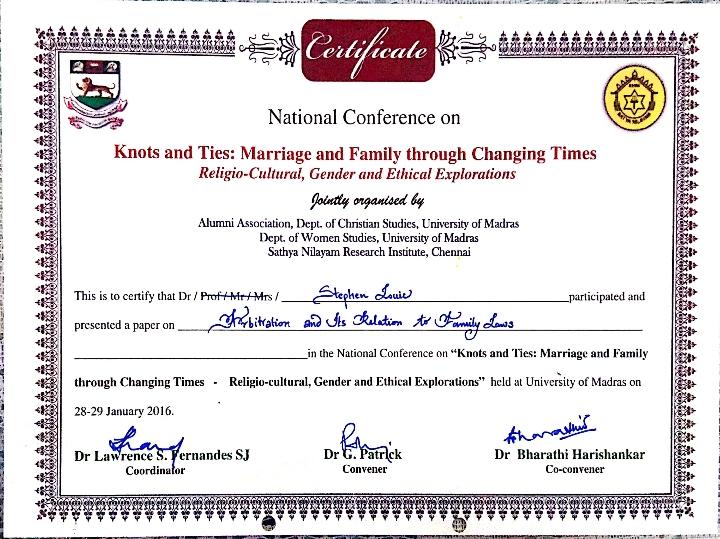 Certificate
National Conference on
Knots and Ties: Marriage and Family through Changing Times
Religio-Cultural, Gender and Ethical Explorations
Jointly organised by
Alumni Association, Dept. of Christian Studies, University of Madras
Dept. of Women Studies, University of Madras
Sathya Nilayam Research Institute, Chennai
This is to certify that Dr / Prof / Mr / Mrs / Stephen Louie participated and
presented a paper on Arbitration and Its Relation to Family Laws
in the National Conference on “Knots and Ties: Marriage and Family
through Changing Times - Religio-cultural, Gender and Ethical Explorations” held at University of Madras on
28-29 January 2016.
Dr Lawrence S. Fernandes SJ Dr G. Patrick Dr Bharathi Harishankar
Coordinator Convener Co-convener